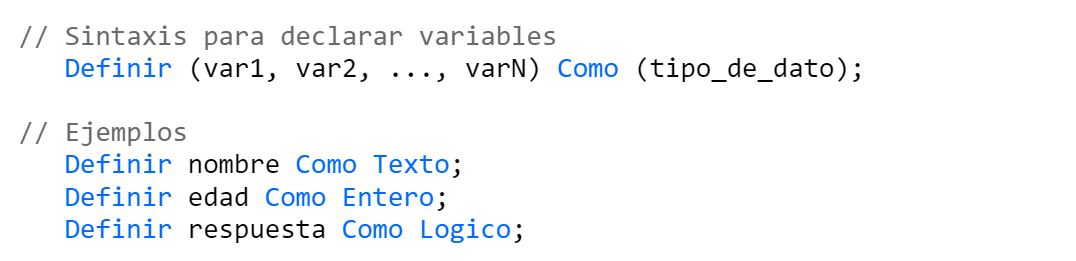 // Sintaxis para declarar variables
Definir (var1, var2, ..., varN) Como (tipo_de_dato);
// Ejemplos
Definir nombre Como Texto;
Definir edad Como Entero;
Definir respuesta Como Logico;